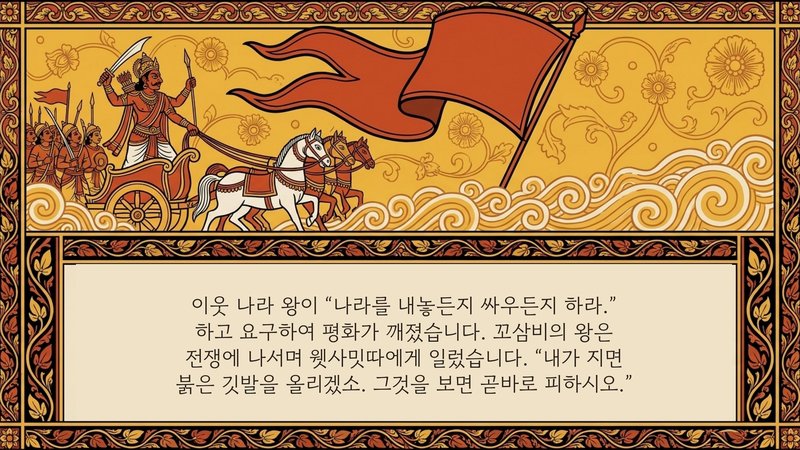 이웃 나라 왕이 “나라를 내놓든지 싸우든지 하라.”
하고 요구하여 평화가 깨졌습니다. 꼬삼비의 왕은
전쟁에 나서며 웻사밋따에게 일렀습니다. “내가 지면
붉은 깃발을 올리겠소. 그것을 보면 곧바로 피하시오.”